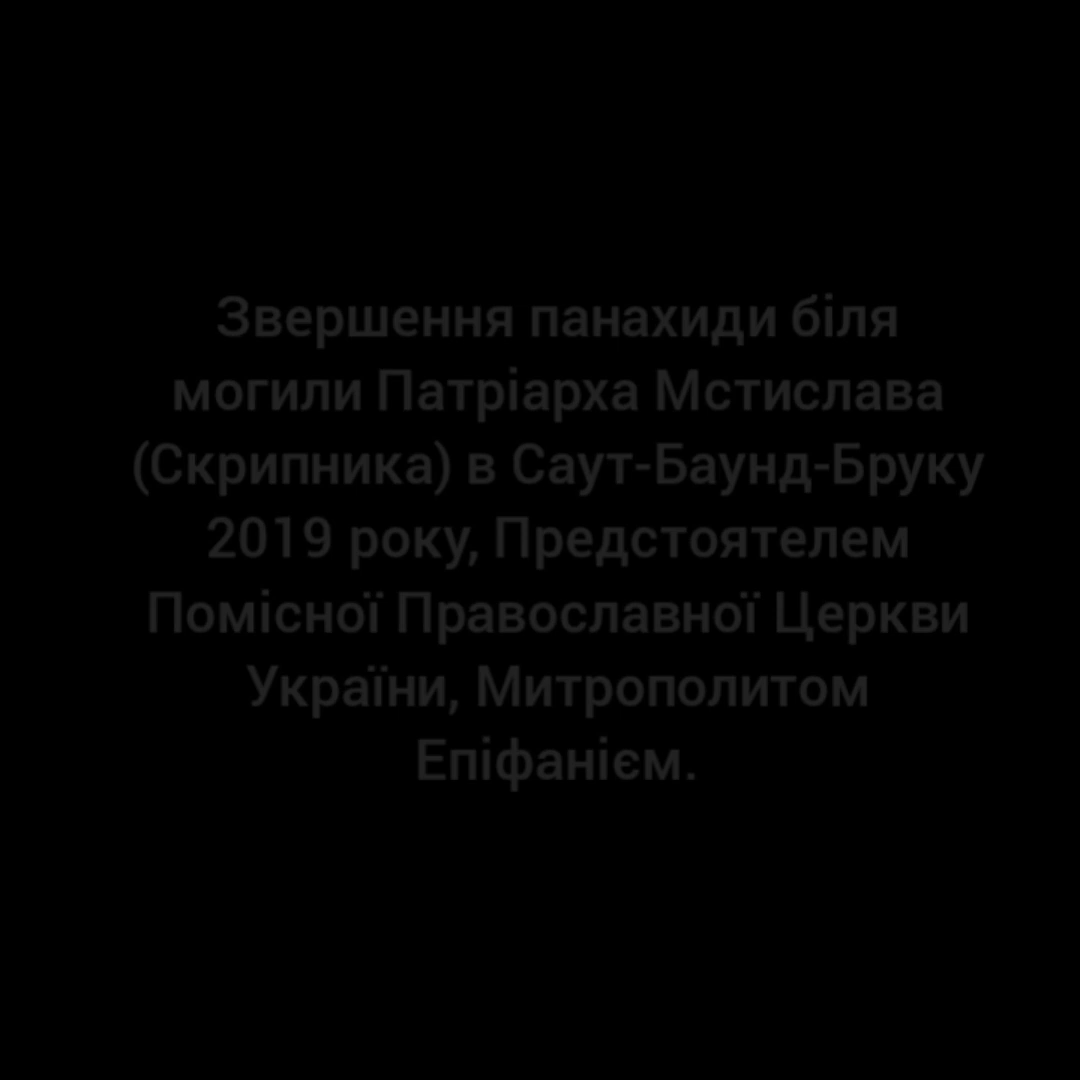 Звершення панахиди біля
могили Патріарха Мстислава
(Скрипника) в Саут-Баунд-Бруку
2019 року, Предстоятелем
Помісної Православної Церкви
України, Митрополитом
Епіфанієм.